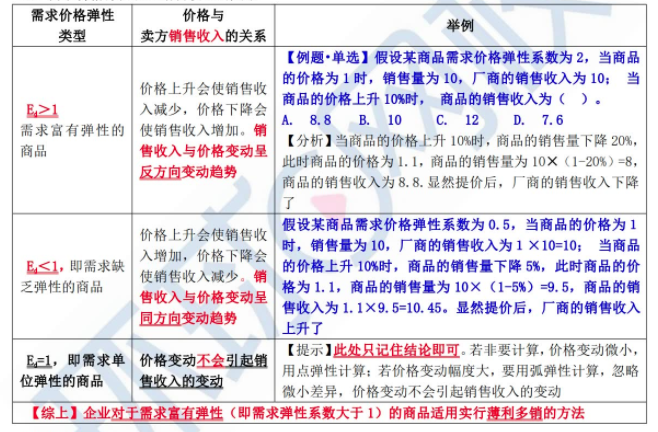 需求价格弹性
类型
价格与
卖方销售收入的关系
举例
E_d＞1
需求富有弹性的
商品
价格上升会使销售收
入减少，价格下降会
使销售收入增加。销
售收入与价格变动呈
反方向变动趋势
【例题•单选】假设某商品需求价格弹性系数为 2，当商品
的价格为 1 时，销售量为 10，厂商的销售收入为 10； 当
商品的价格上升 10%时， 商品的销售收入为（ ）。
A. 8.8 B. 10 C. 12 D. 7.6
【分析】当商品的价格上升 10%时，商品的销售量下降 20%，
此时商品的价格为 1.1，商品的销售量为 10×（1-20%）=8，
商品的销售收入为 8.8.显然提价后，厂商的销售收入下降
了
E_d＜1，即需求缺
乏弹性的商品
价格上升会使销售收
入增加，价格下降会
使销售收入减少。销
售收入与价格变动呈
同方向变动趋势
假设某商品需求价格弹性系数为 0.5，当商品的价格为 1
时，销售量为 10，厂商的销售收入为 1×10=10； 当商品
的价格上升 10%时，商品的销售量下降 5%，此时商品的价
格为 1.1，商品的销售量为 10×（1-5%）=9.5，商品的销
售收入为 1.1×9.5=10.45。显然提价后，厂商的销售收入
上升了
E_d=1，即需求单
位弹性的商品
价格变动不会引起销
售收入的变动
【提示】此处只记住结论即可。若非要计算，价格变动微小，
用点弹性计算；若价格变动幅度大，要用弧弹性计算，忽略
微小差异，价格变动不会引起销售收入的变动
【综上】企业对于需求富有弹性（即需求弹性系数大于 1）的商品适用实行薄利多销的方法